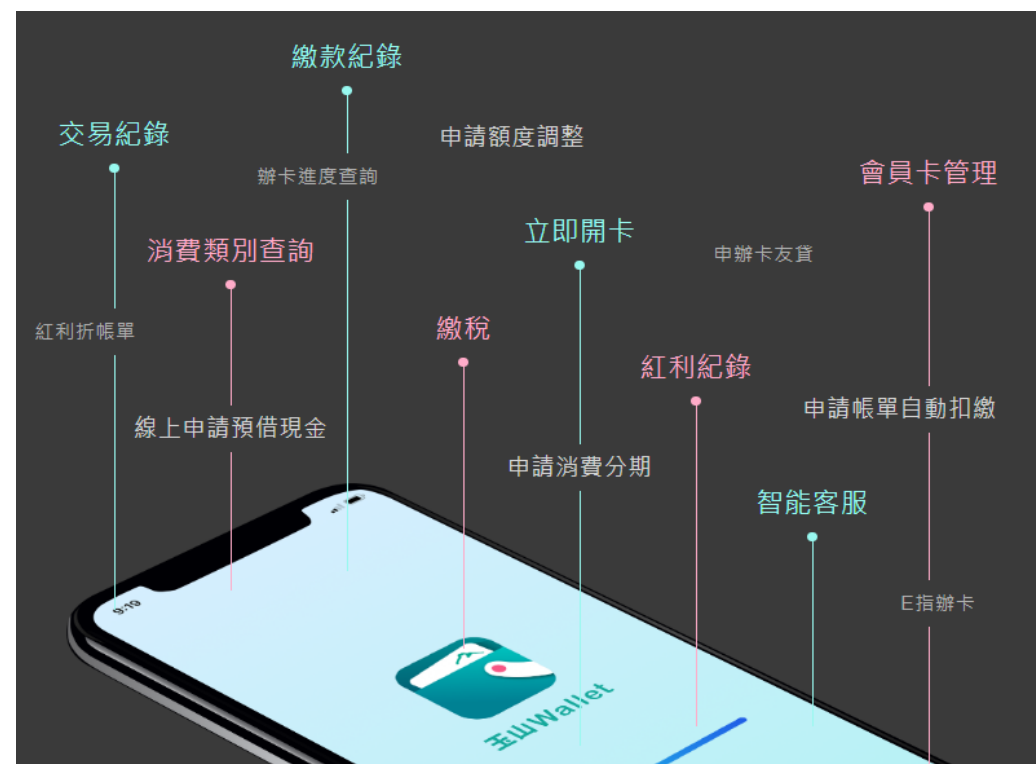 繳款紀錄
交易紀錄
申請額度調整
辦卡進度查詢
會員卡管理
立即開卡
消費類別查詢
申辦卡友貸
紅利折帳單
繳稅
紅利紀錄
申請帳單自動扣繳
線上申請預借現金
申請消費分期
智能客服
E指辦卡
9:19
玉山Wallet